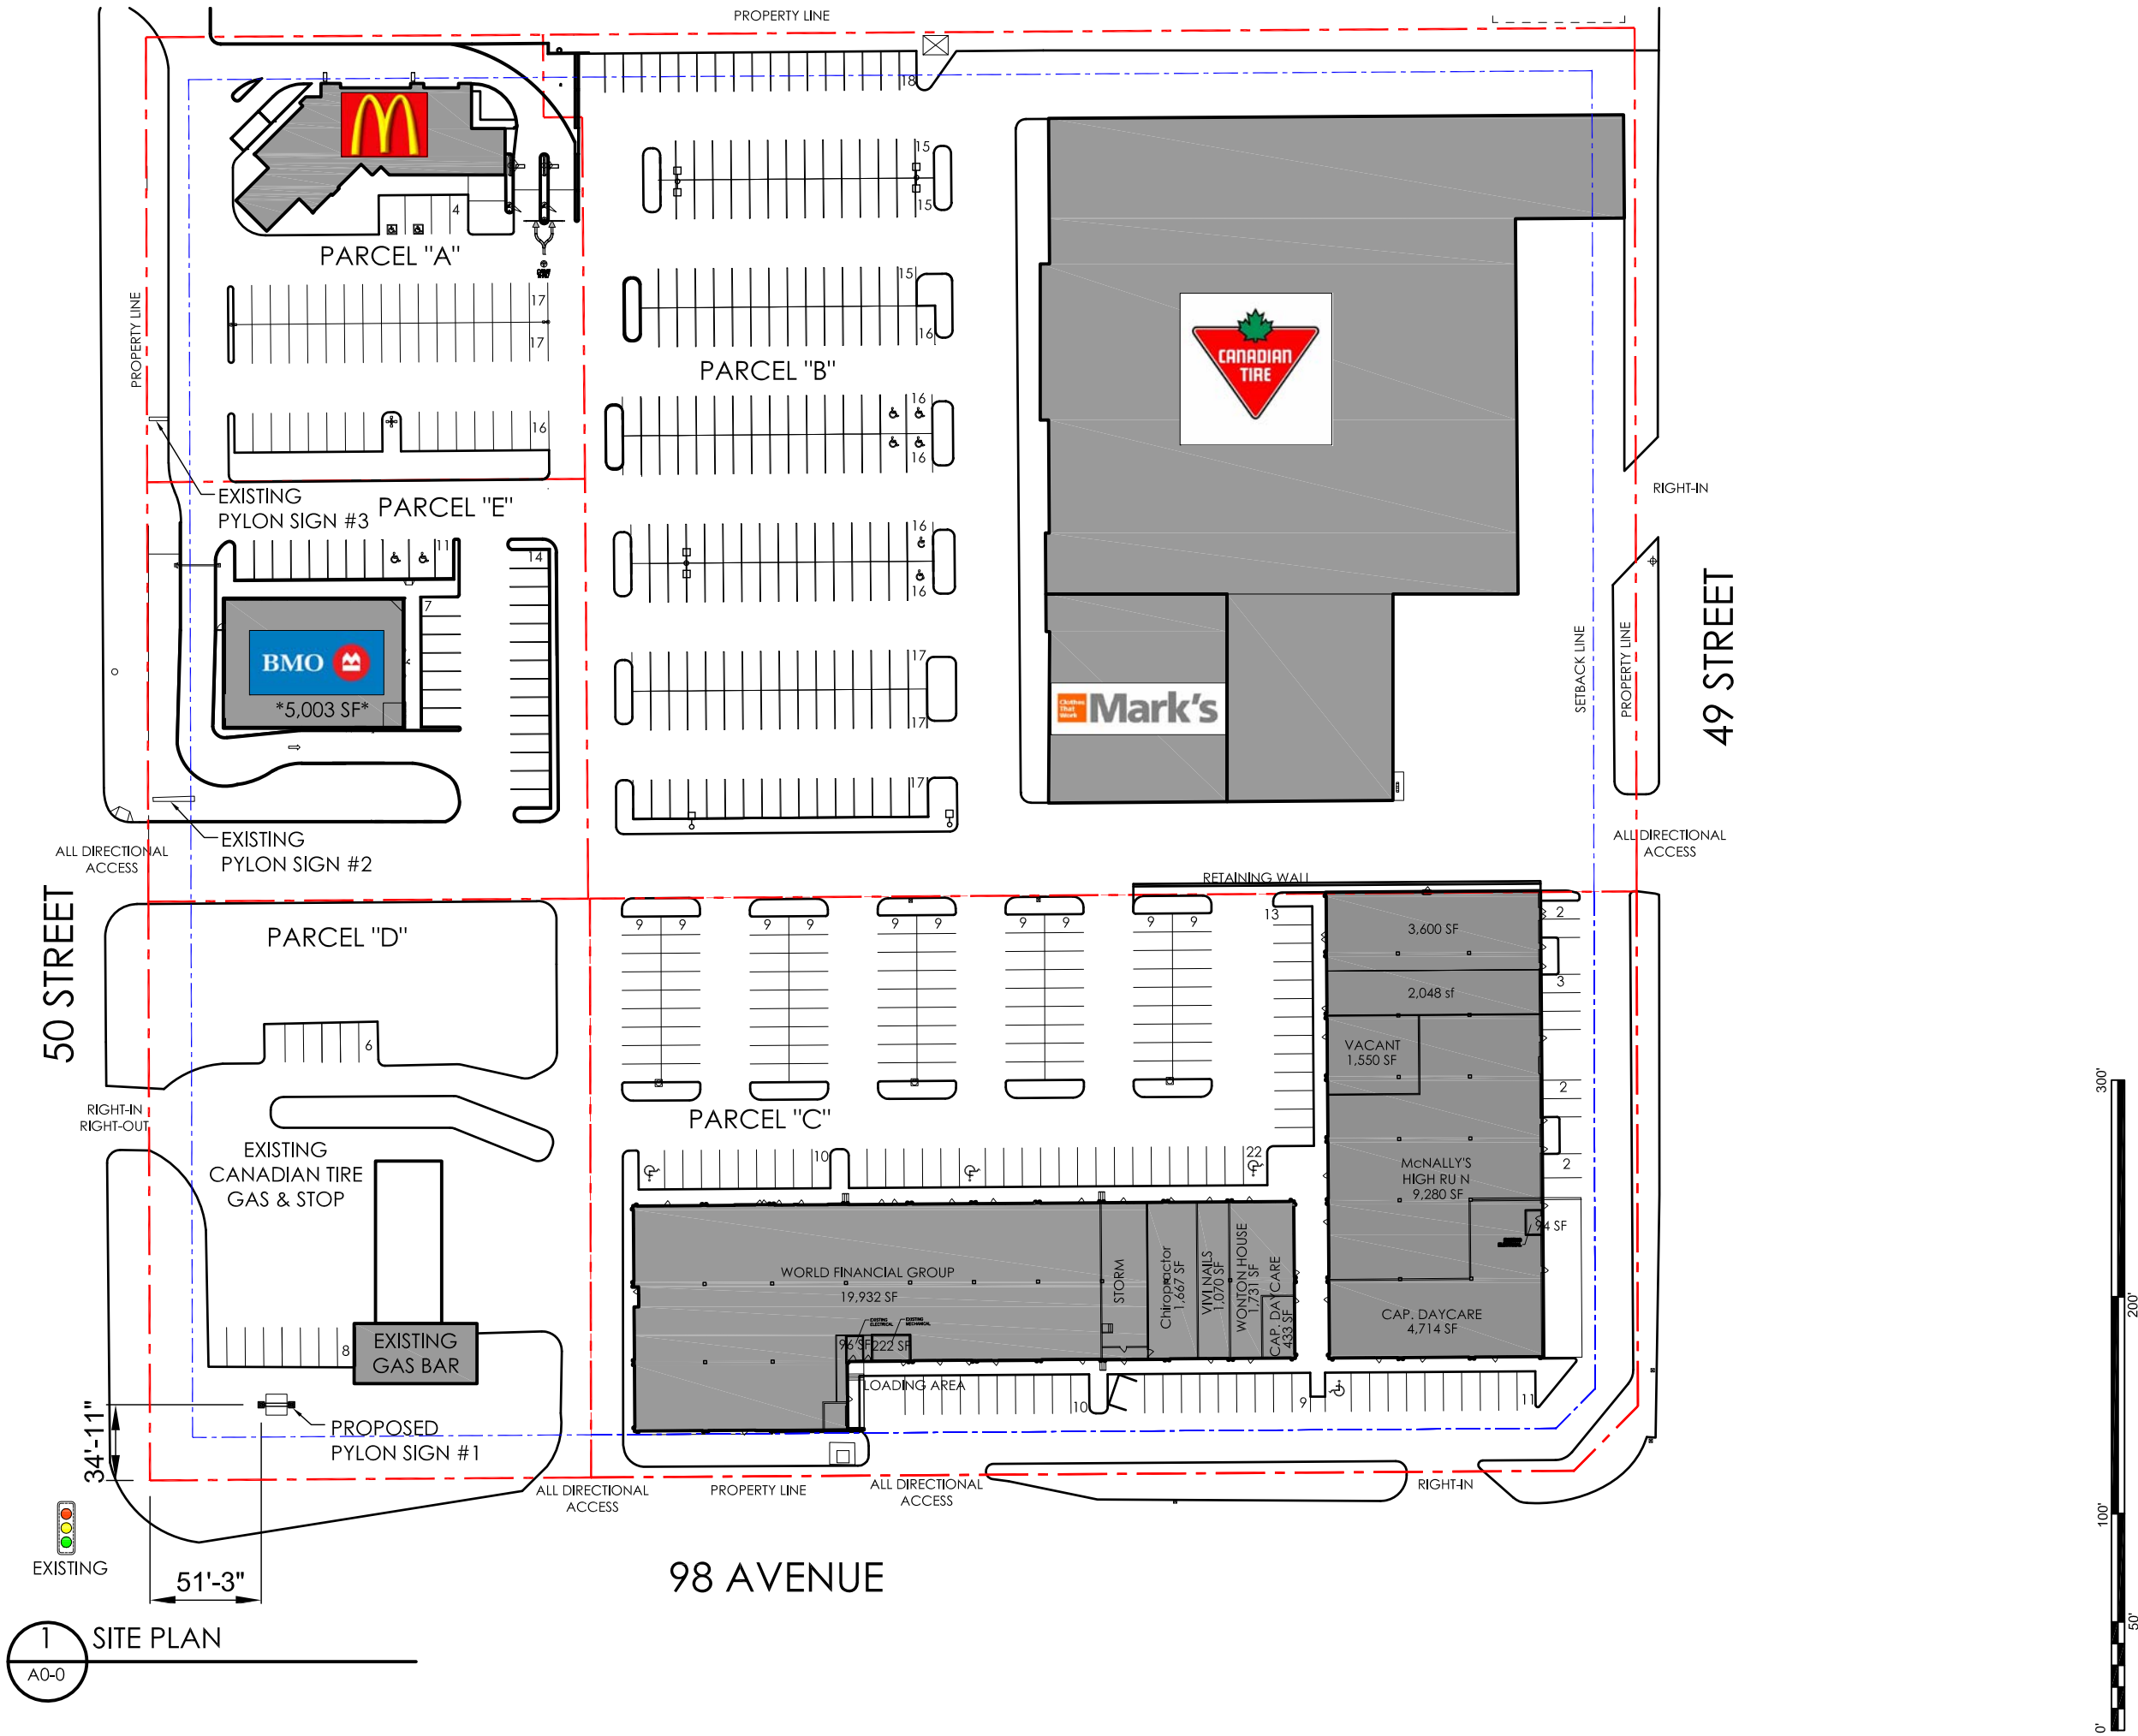 PROPERTY LINE
18
15
15
4
PARCEL "A"
17
17
15
16
PARCEL "B"
CANADIAN
TIRE
PROPERTY LINE
16
16
16
EXISTING
PYLON SIGN #3
PARCEL "E"
RIGHT-IN
11
14
7
16
16
BMO
*5,003 SF*
17
17
Clothes
That
Work
Mark's
SETBACK LINE
PROPERTY LINE
49 STREET
17
EXISTING
PYLON SIGN #2
ALL DIRECTIONAL
ACCESS
ALL DIRECTIONAL
ACCESS
RETAINING WALL
50 STREET
PARCEL "D"
9 9
9 9
9 9
9 9
9 9
13
3,600 SF
2
2,048 sf
3
VACANT
1,550 SF
6
2
RIGHT-IN
RIGHT-OUT
PARCEL "C"
EXISTING
CANADIAN TIRE
GAS & STOP
10
22
McNALLY'S
HIGH RU N
9,280 SF
2
94 SF
WORLD FINANCIAL GROUP
19,932 SF
STORM
Chiropractor
1,667 SF
VIVI NAILS
1,070 SF
WONTON HOUSE
1,731 SF
CAP. DAYCARE
433 SF
CAP. DAYCARE
4,714 SF
EXISTING
ELECTRICAL
EXISTING
MECHANICAL
96 SF
222 SF
8
EXISTING
GAS BAR
LOADING AREA
10
9
11
34'-11"
PROPOSED
PYLON SIGN #1
ALL DIRECTIONAL
ACCESS
PROPERTY LINE
ALL DIRECTIONAL
ACCESS
RIGHT-IN
EXISTING
51'-3"
98 AVENUE
1
A0-0
SITE PLAN
300'
200'
100'
50'
0'